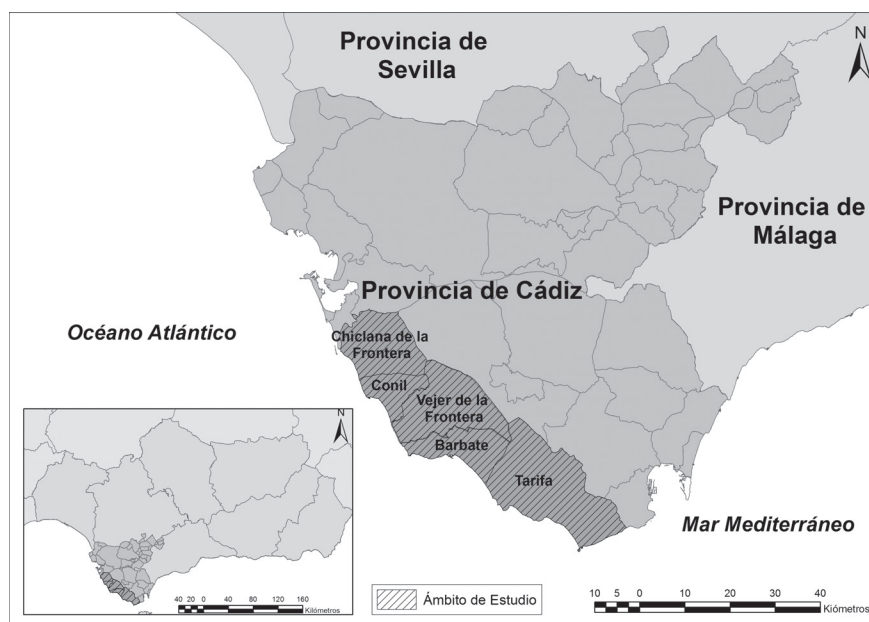 Provincia de
Sevilla
N
Provincia de
Málaga
Provincia de Cádiz
Océano Atlántico
Chiclana de la
Frontera
Conil
Vejer de la
Frontera
Barbate
Tarifa
Mar Mediterráneo
N
40 20 0 40 80 120 160
Kilómetros
Ámbito de Estudio
10 5 0 10 20 30 40
Kiómetros